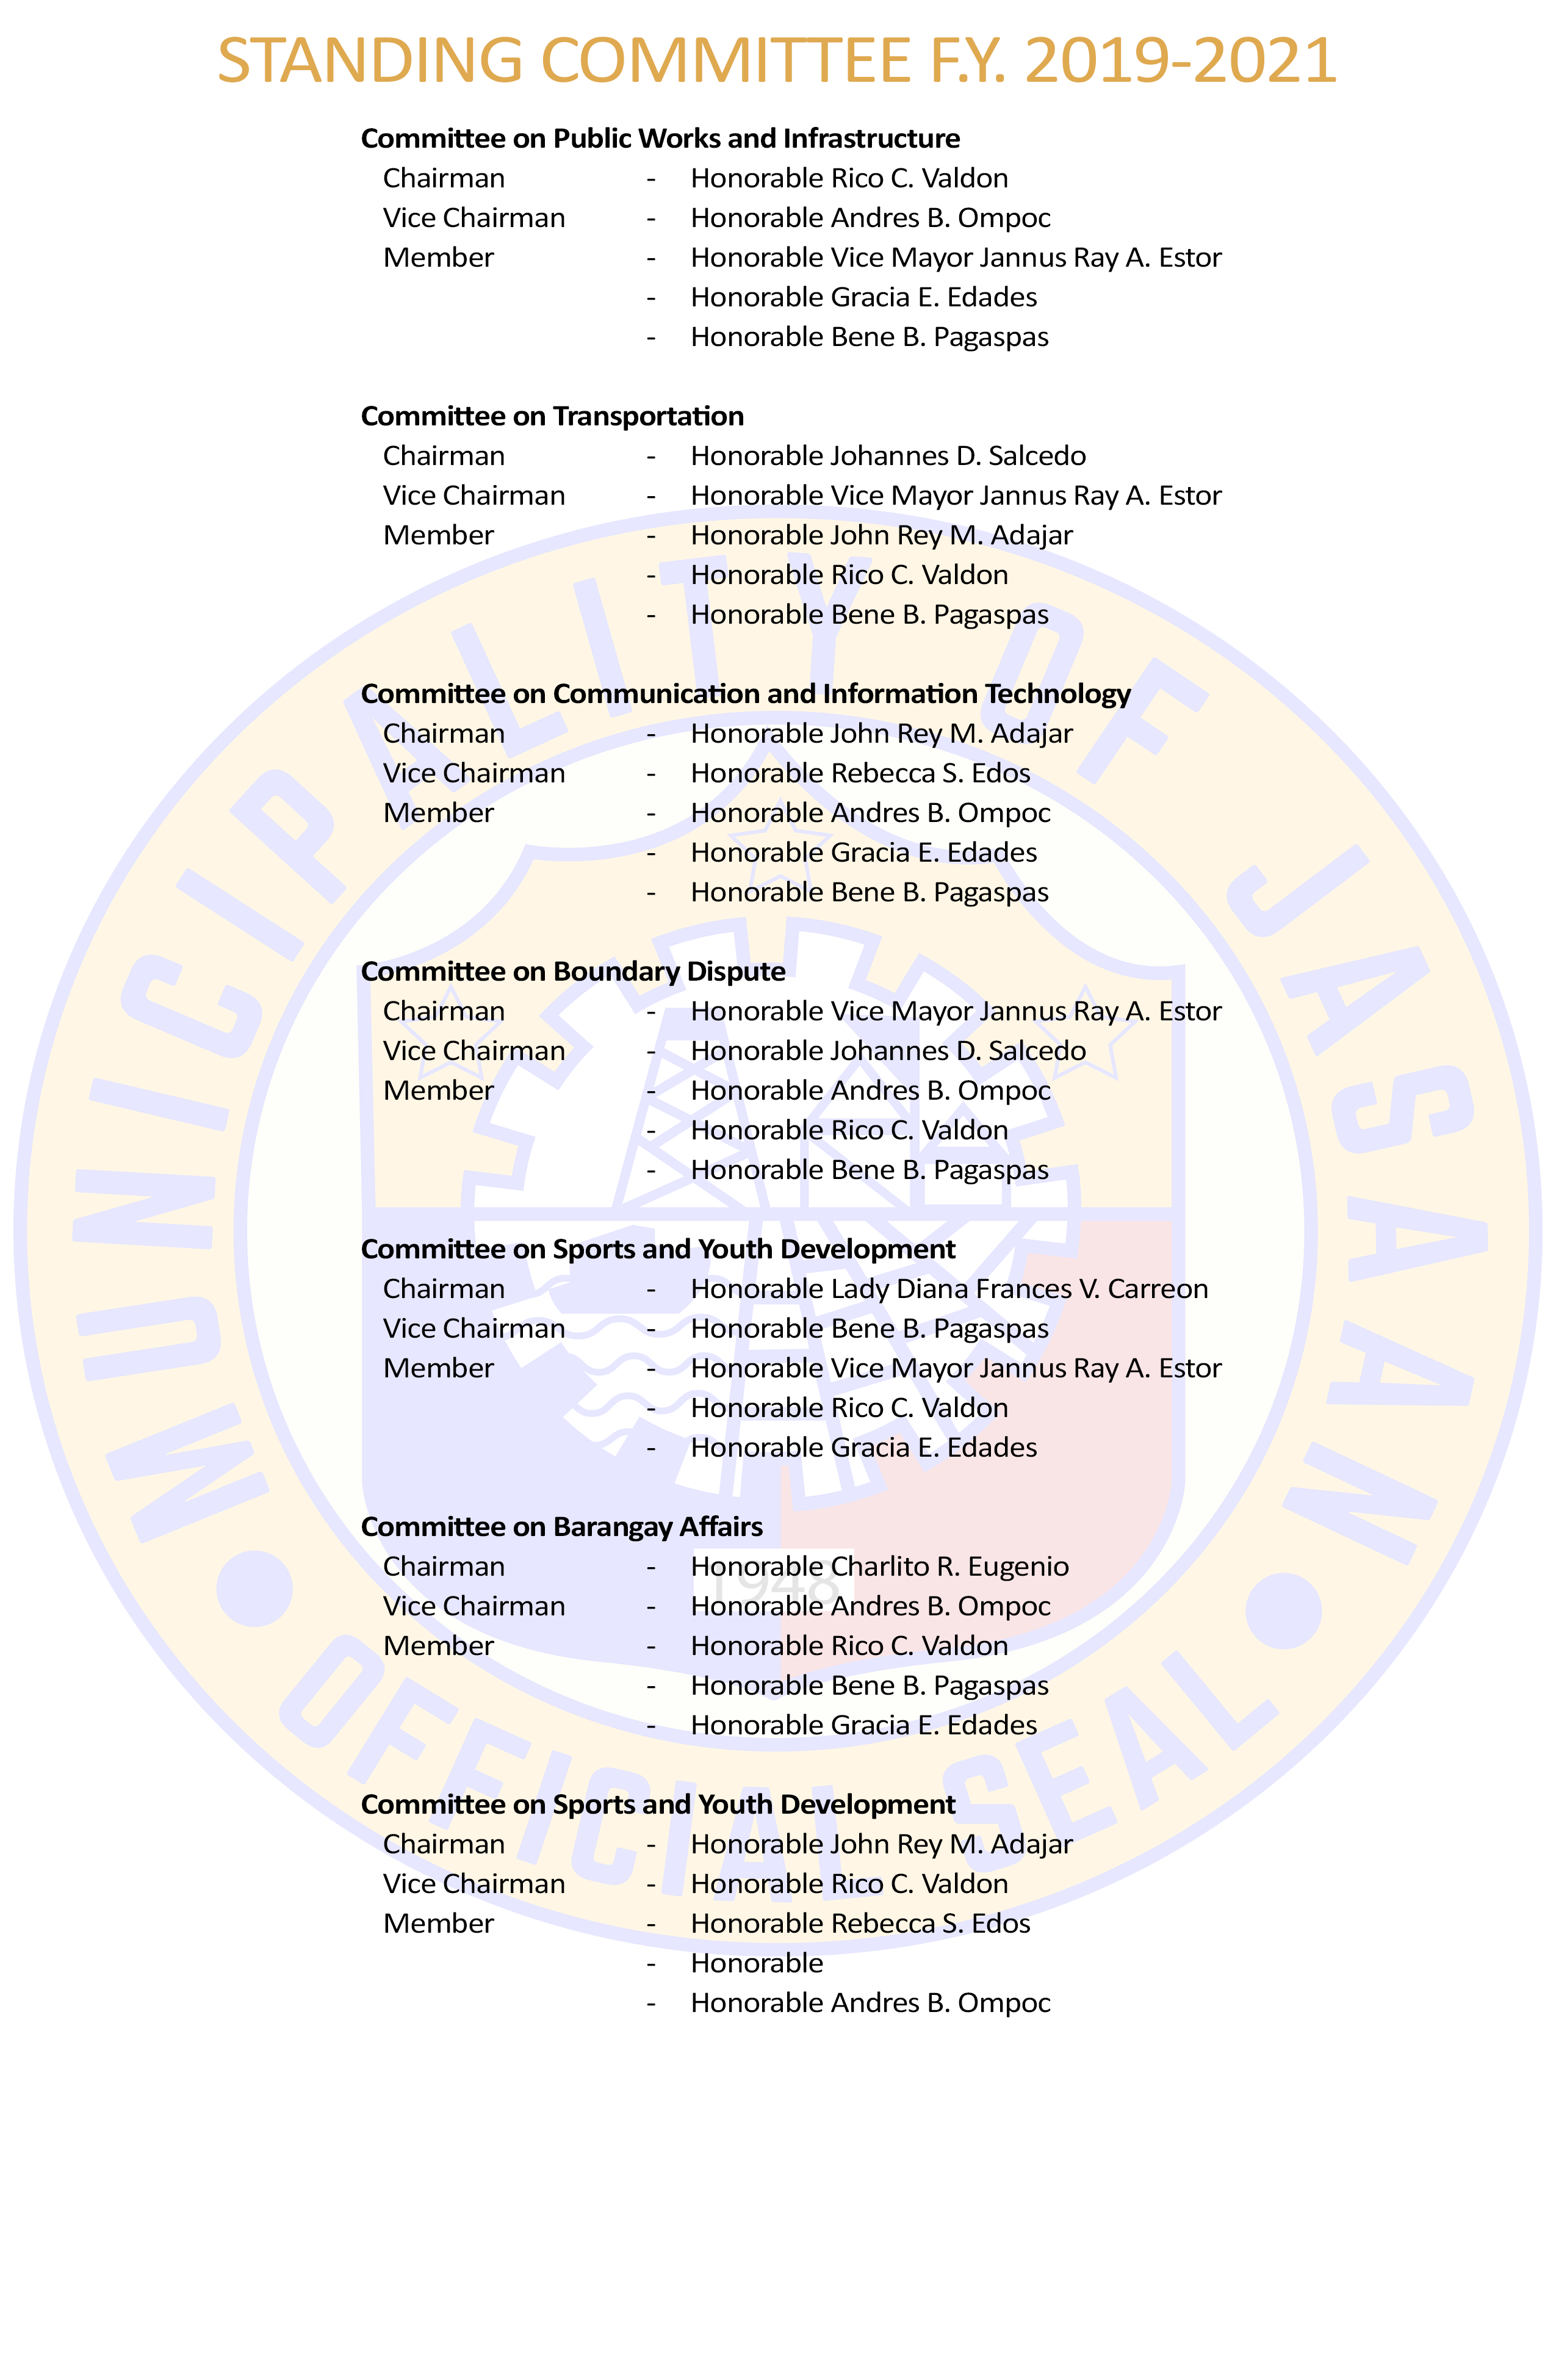 STANDING COMMITTEE F.Y. 2019-2021
Committee on Public Works and Infrastructure
Chairman - Honorable Rico C. Valdon
Vice Chairman - Honorable Andres B. Ompoc
Member - Honorable Vice Mayor Jannus Ray A. Estor
- Honorable Gracia E. Edades
- Honorable Bene B. Pagaspas
Committee on Transportation
Chairman - Honorable Johannes D. Salcedo
Vice Chairman - Honorable Vice Mayor Jannus Ray A. Estor
Member - Honorable John Rey M. Adajar
- Honorable Rico C. Valdon
- Honorable Bene B. Pagaspas
Committee on Communication and Information Technology
Chairman - Honorable John Rey M. Adajar
Vice Chairman - Honorable Rebecca S. Edos
Member - Honorable Andres B. Ompoc
- Honorable Gracia E. Edades
- Honorable Bene B. Pagaspas
Committee on Boundary Dispute
Chairman - Honorable Vice Mayor Jannus Ray A. Estor
Vice Chairman - Honorable Johannes D. Salcedo
Member - Honorable Andres B. Ompoc
- Honorable Rico C. Valdon
- Honorable Bene B. Pagaspas
Committee on Sports and Youth Development
Chairman - Honorable Lady Diana Frances V. Carreon
Vice Chairman - Honorable Bene B. Pagaspas
Member - Honorable Vice Mayor Jannus Ray A. Estor
- Honorable Rico C. Valdon
- Honorable Gracia E. Edades
Committee on Barangay Affairs
Chairman - Honorable Charlito R. Eugenio
Vice Chairman - Honorable Andres B. Ompoc
Member - Honorable Rico C. Valdon
- Honorable Bene B. Pagaspas
- Honorable Gracia E. Edades
Committee on Sports and Youth Development
Chairman - Honorable John Rey M. Adajar
Vice Chairman - Honorable Rico C. Valdon
Member - Honorable Rebecca S. Edos
- Honorable
- Honorable Andres B. Ompoc
MUNICIPALITY OF JASAAN
1948
OFFICIAL SEAL